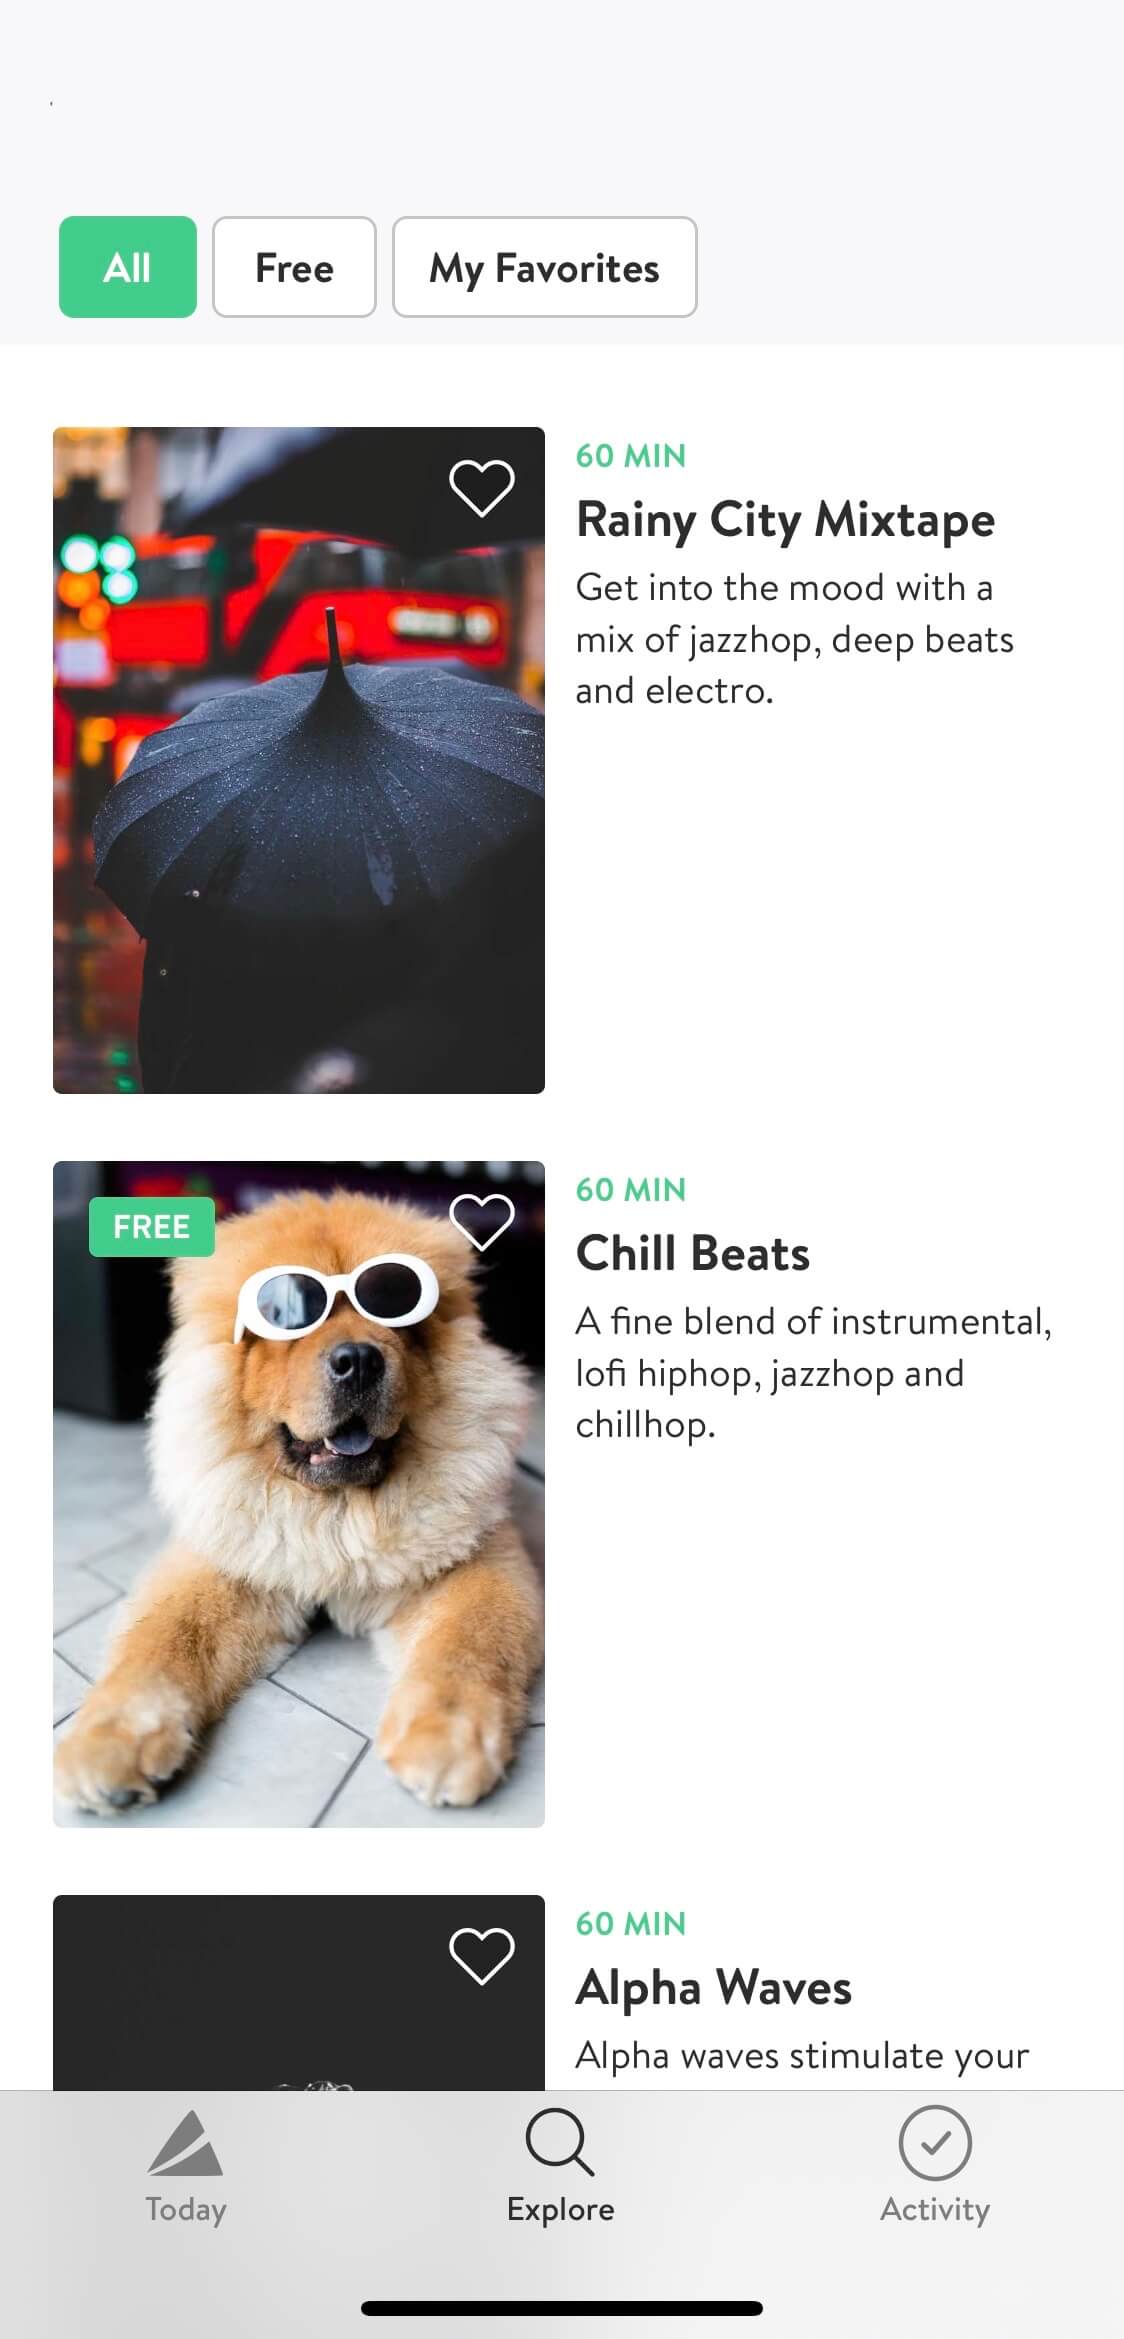 All
Free
My Favorites
60 MIN
Rainy City Mixtape
Get into the mood with a
mix of jazzhop, deep beats
and electro.
FREE
60 MIN
Chill Beats
A fine blend of instrumental,
lofi hiphop, jazzhop and
chillhop.
60 MIN
Alpha Waves
Alpha waves stimulate your
Today
Explore
Activity